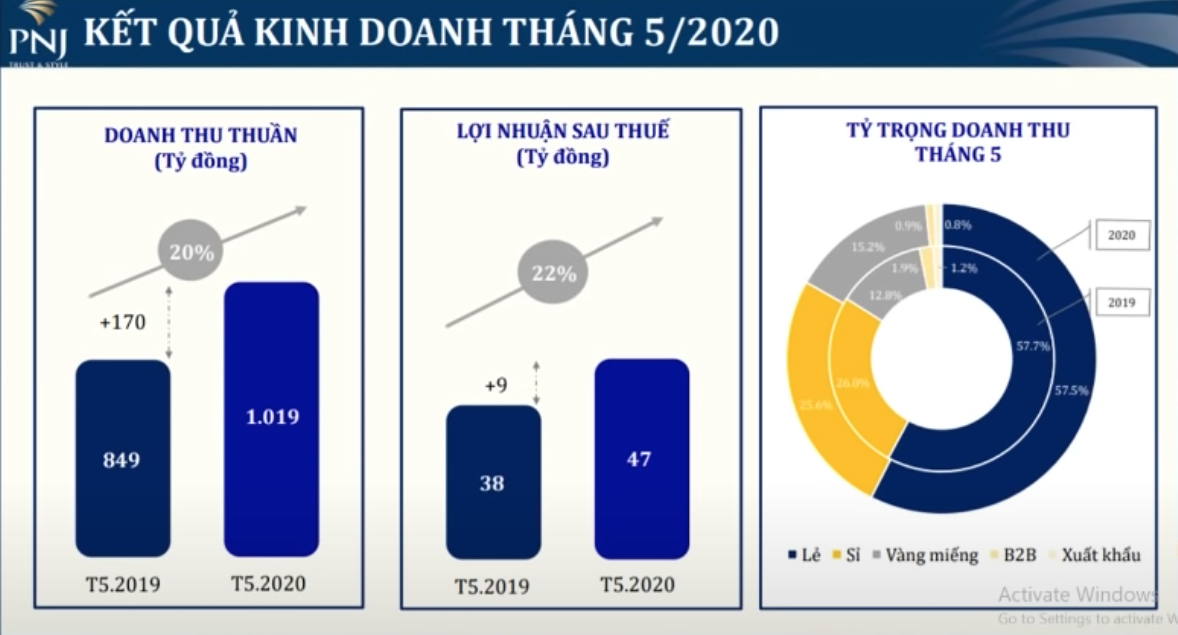 PNJ
TRUST & STYLE
KẾT QUẢ KINH DOANH THÁNG 5/2020
DOANH THU THUẦN
(Tỷ đồng)
20%
+170
849
1.019
T5.2019
T5.2020
LỢI NHUẬN SAU THUẾ
(Tỷ đồng)
22%
+9
38
47
T5.2019
T5.2020
TỶ TRỌNG DOANH THU
THÁNG 5
0.9%
0.8%
2020
15.2%
1.9%
1.2%
12.8%
2019
57.7%
26.0%
57.5%
25.6%
Lẻ
Sỉ
Vàng miếng
B2B
Xuất khẩu
Activate Windows
Go to Settings to activate W